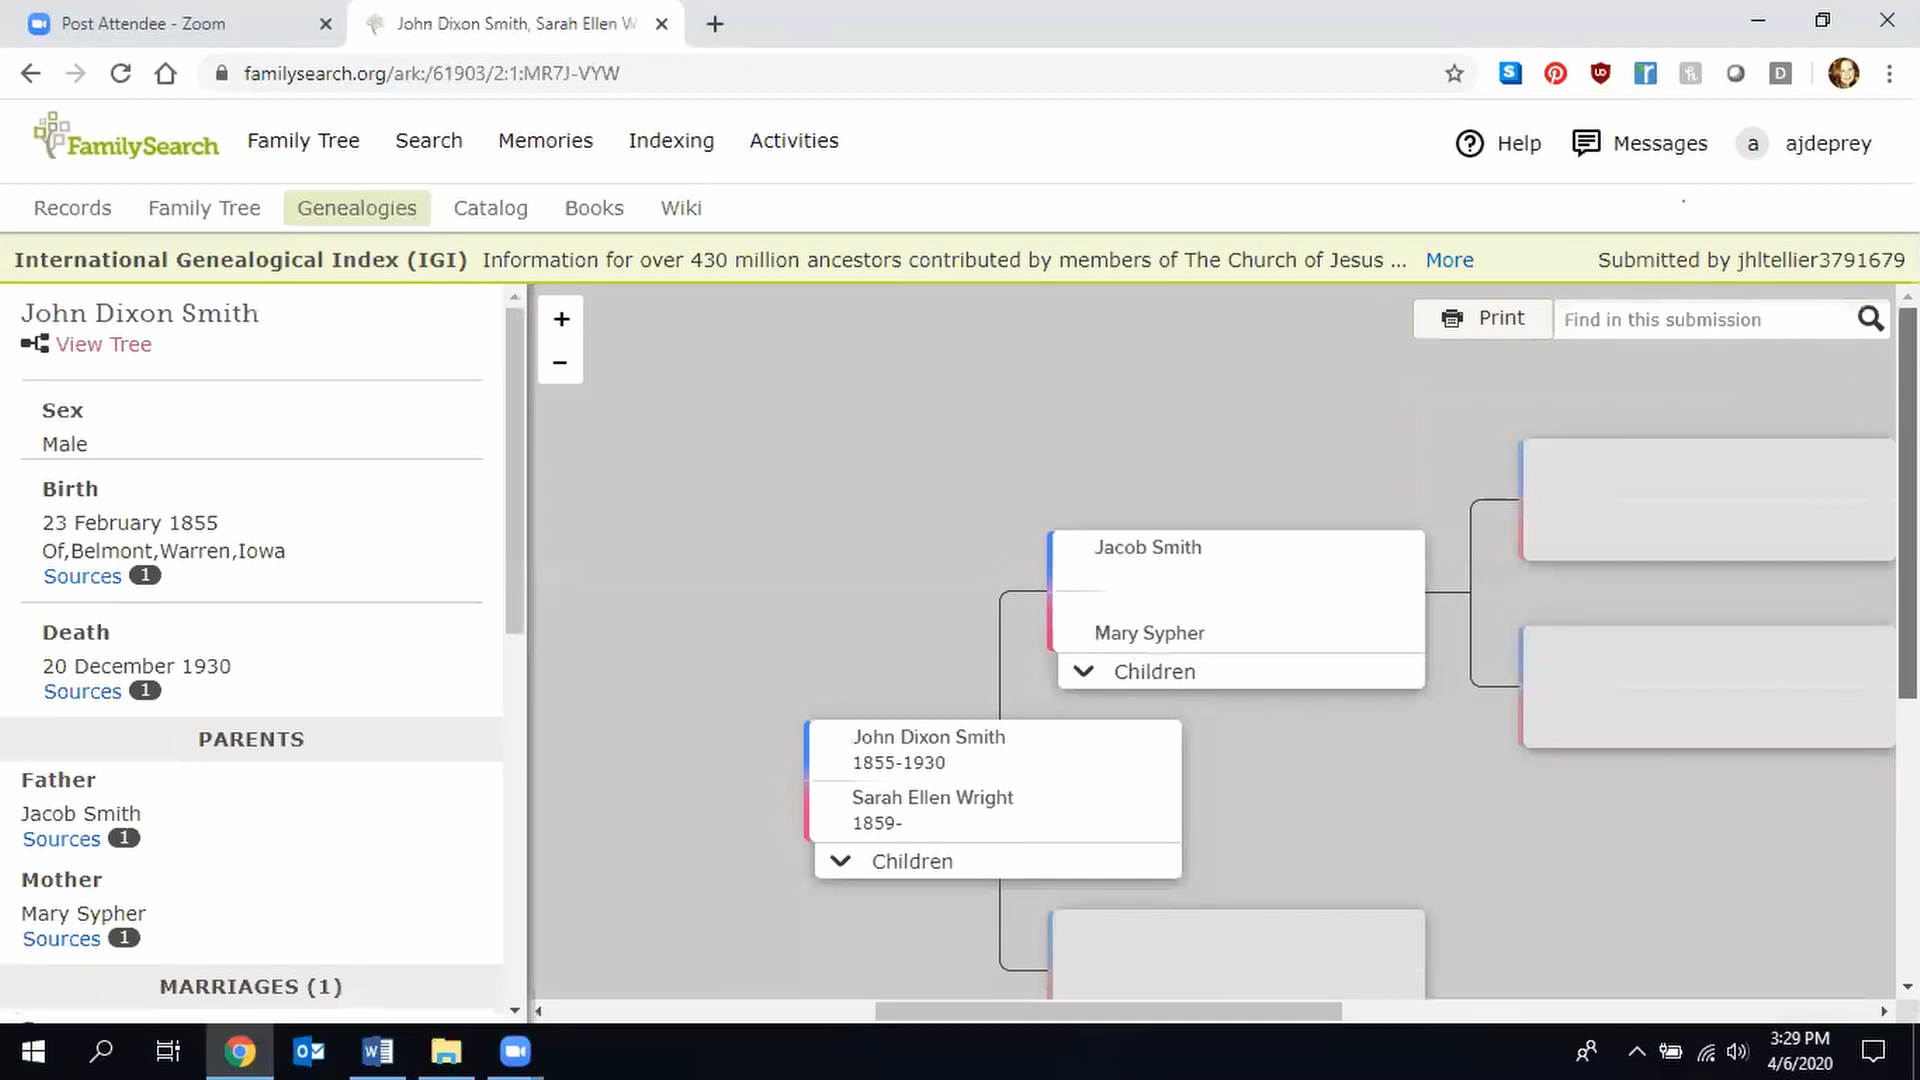 Post Attendee - Zoom
John Dixon Smith, Sarah Ellen W
familysearch.org/ark:/61903/2:1:MR7J-VYW
FamilySearch
Family Tree
Search
Memories
Indexing
Activities
Help
Messages
a
ajdeprey
Records
Family Tree
Genealogies
Catalog
Books
Wiki
International Genealogical Index (IGI) Information for over 430 million ancestors contributed by members of The Church of Jesus ... More Submitted by jhltellier3791679
John Dixon Smith
View Tree
Sex
Male
Birth
23 February 1855
Of,Belmont,Warren,Iowa
Sources 1
Death
20 December 1930
Sources 1
PARENTS
Father
Jacob Smith
Sources 1
Mother
Mary Sypher
Sources 1
MARRIAGES (1)
+
−
Print
Find in this submission
Jacob Smith
Mary Sypher
Children
John Dixon Smith
1855-1930
Sarah Ellen Wright
1859-
Children
3:29 PM
4/6/2020